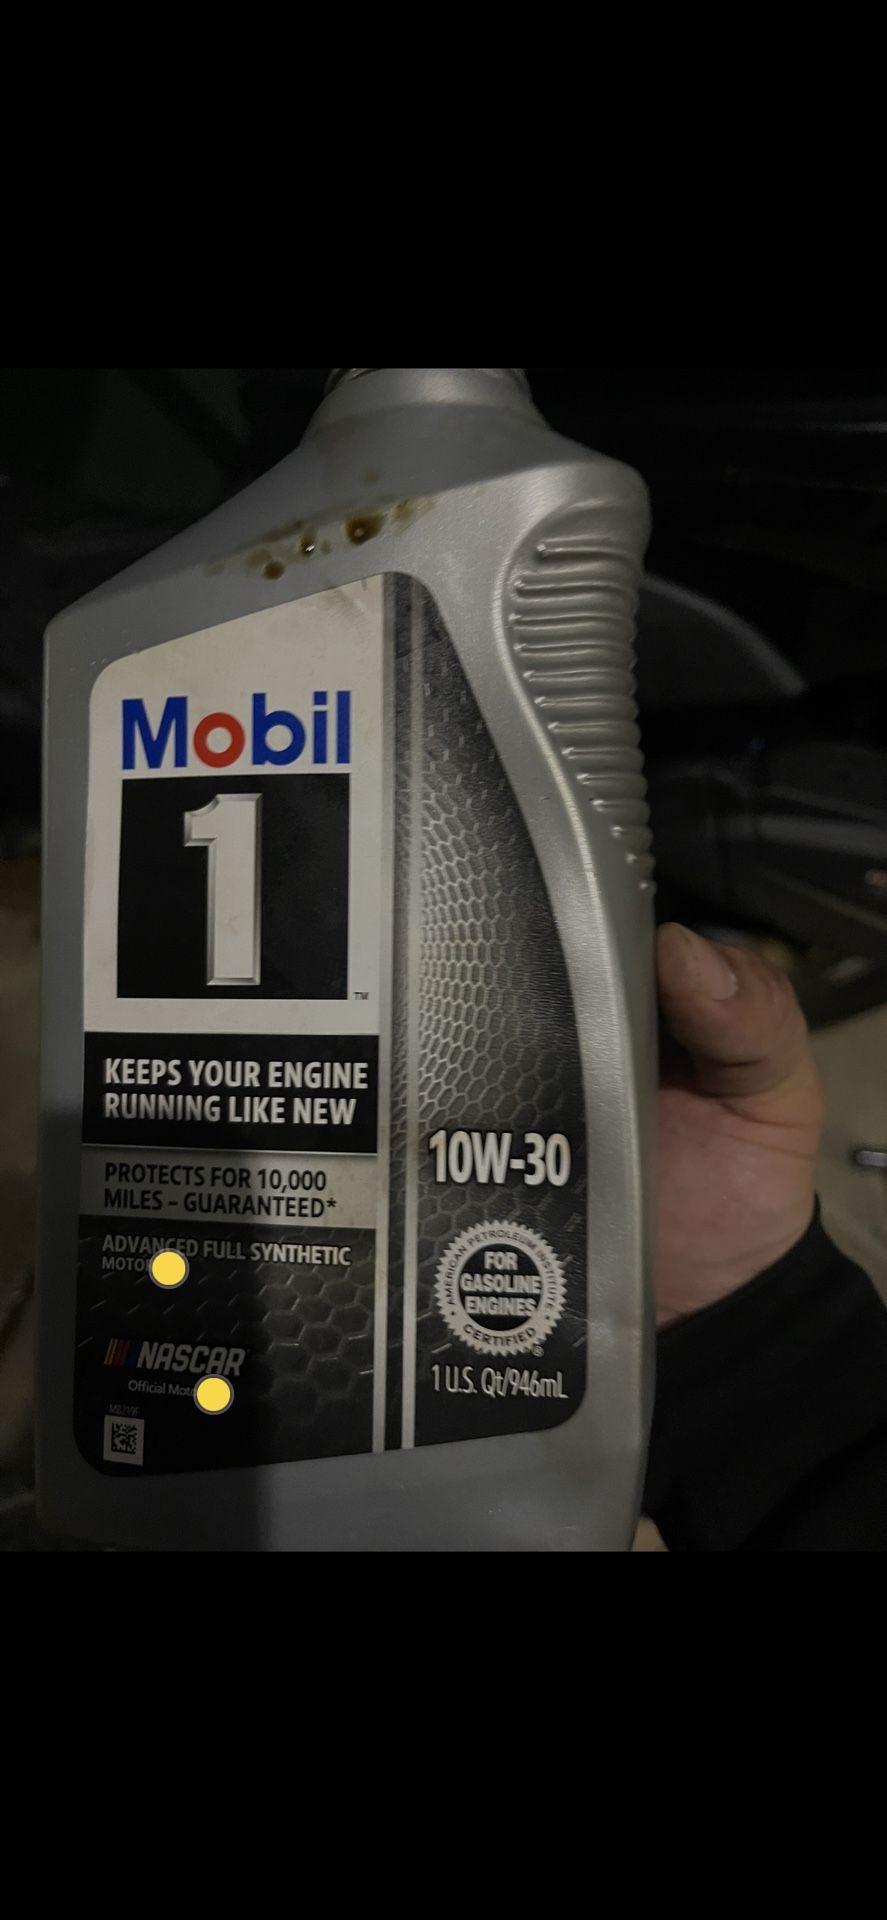 Mobil
1
TM
KEEPS YOUR ENGINE
RUNNING LIKE NEW
PROTECTS FOR 10,000
MILES – GUARANTEED*
ADVANCED FULL SYNTHETIC
NASCAR
Official
10W-30
AMERICAN PETROLEUM INSTITUTE
FOR
GASOLINE
ENGINES
CERTIFIED
®
1 U.S. Qt/946mL